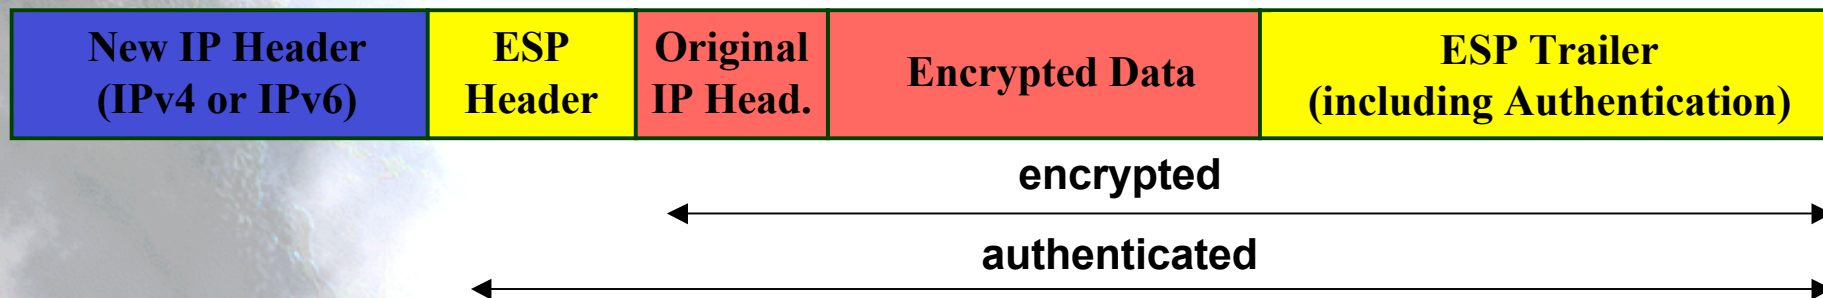 New IP Header
(IPv4 or IPv6)
ESP
Header
Original
IP Head.
Encrypted Data
ESP Trailer
(including Authentication)
encrypted
authenticated